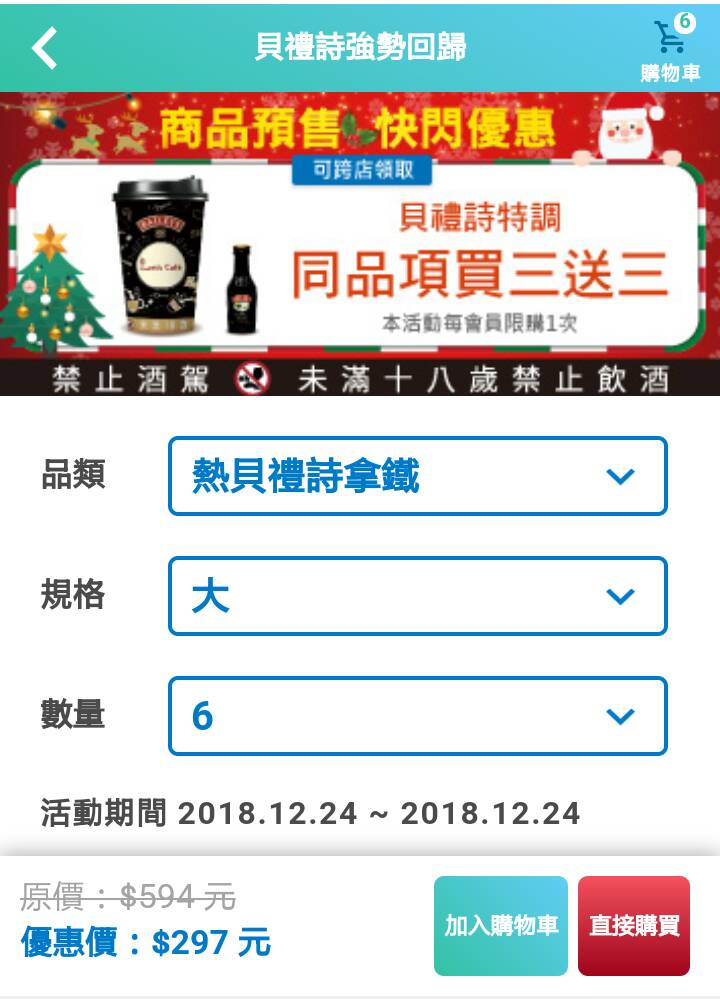 貝禮詩強勢回歸
6
購物車
商品預售 快閃優惠
可跨店領取
貝禮詩特調
同品項買三送三
本活動每會員限購1次
BAILEYS
Let's Café
禁止酒駕 未滿十八歲禁止飲酒
品類 熱貝禮詩拿鐵
規格 大
數量 6
活動期間 2018.12.24 ~ 2018.12.24
原價：$594 元
優惠價：$297 元
加入購物車
直接購買